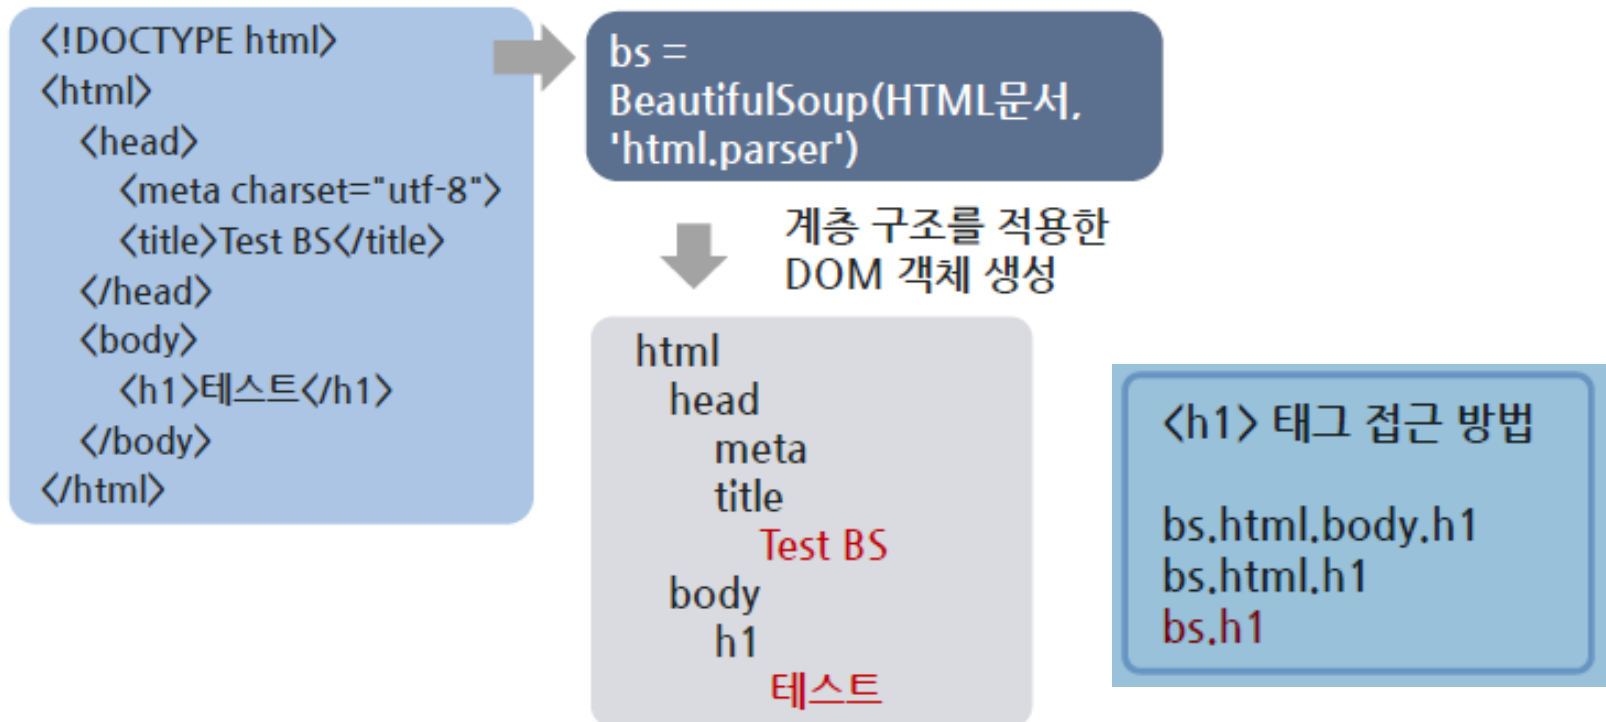 <!DOCTYPE html>
<html>
<head>
<meta charset="utf-8">
<title>Test BS</title>
</head>
<body>
<h1>테스트</h1>
</body>
</html>
bs =
BeautifulSoup(HTML문서,
'html.parser')
계층 구조를 적용한
DOM 객체 생성
html
head
meta
title
Test BS
body
h1
테스트
<h1> 태그 접근 방법
bs.html.body.h1
bs.html.h1
bs.h1